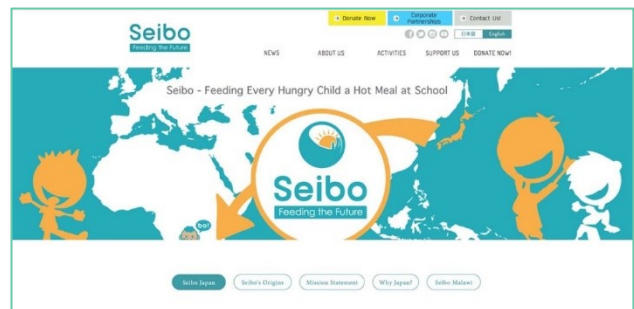 Seibo
Feeding the Future
Donate Now
Corporate Partnerships
Contact Us!
日本語
English
NEWS
ABOUT US
ACTIVITIES
SUPPORT US
DONATE NOW!
Seibo - Feeding Every Hungry Child a Hot Meal at School
Seibo
Feeding the Future
bo!
Seibo Japan
Seibo's Origins
Mission Statement
Why Japan?
Seibo Malawi